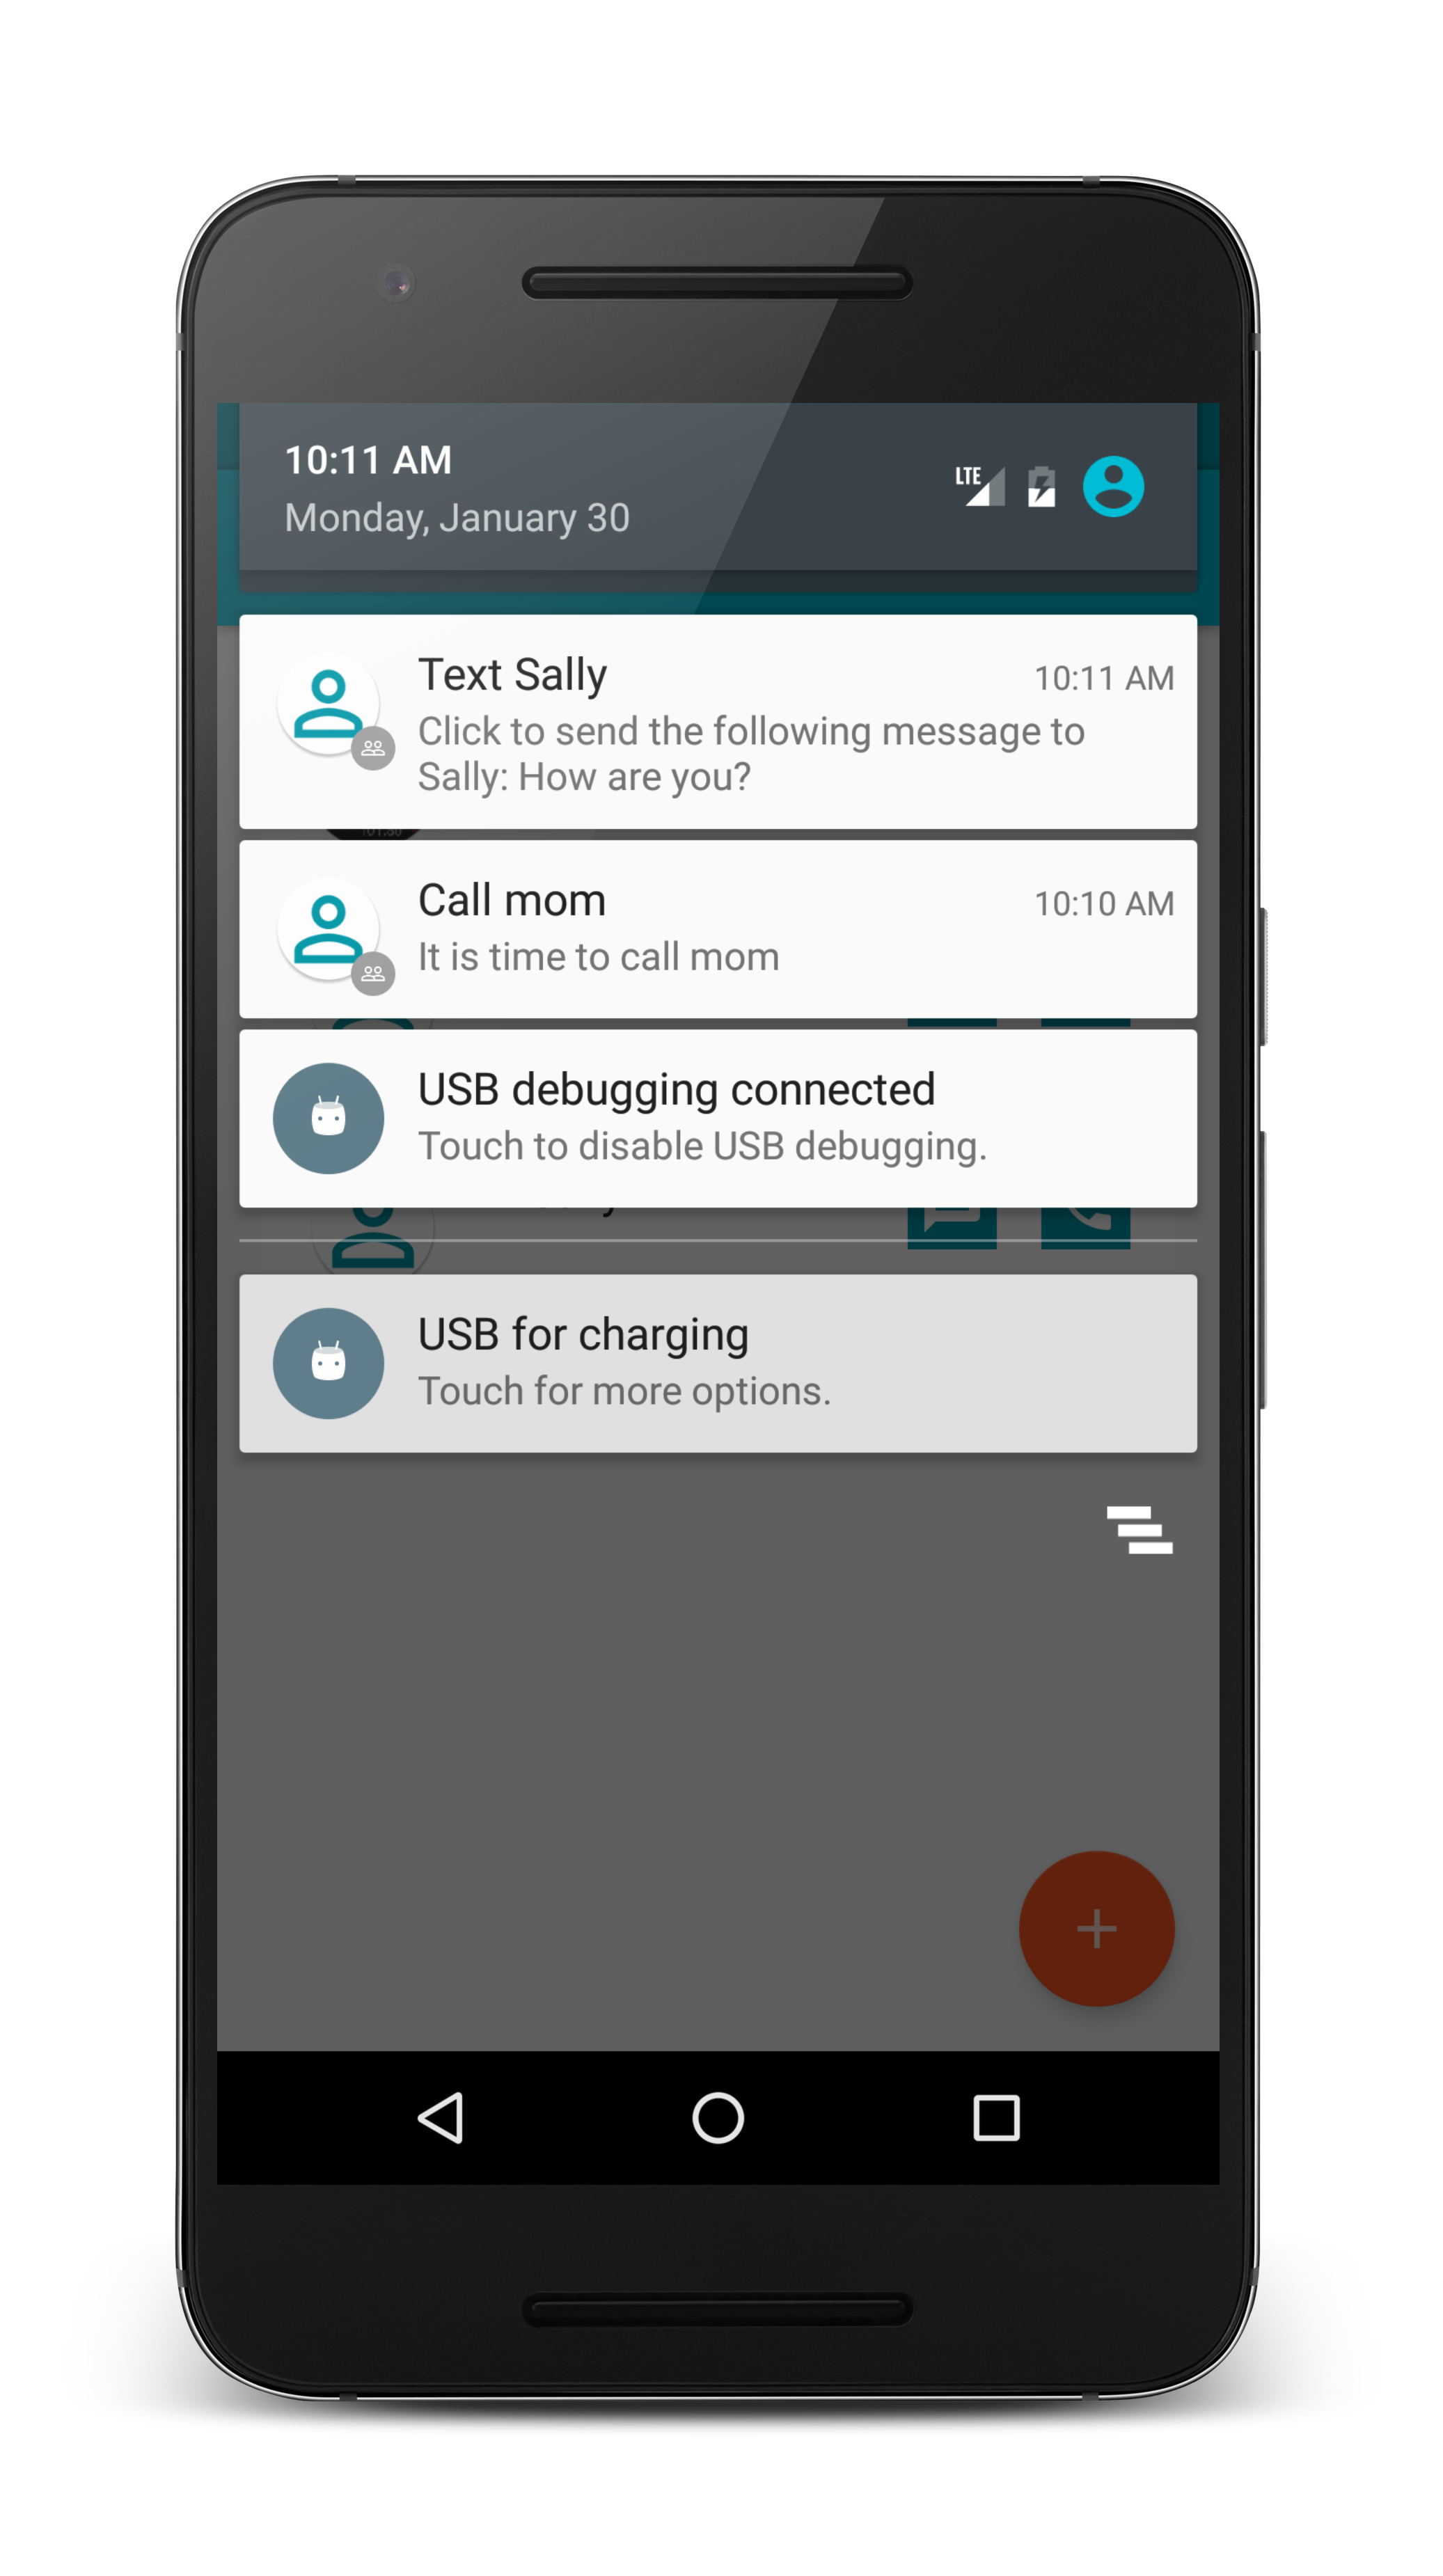 10:11 AM
LTE
Monday, January 30
Text Sally
10:11 AM
Click to send the following message to
Sally: How are you?
Call mom
10:10 AM
It is time to call mom
USB debugging connected
Touch to disable USB debugging.
USB for charging
Touch for more options.